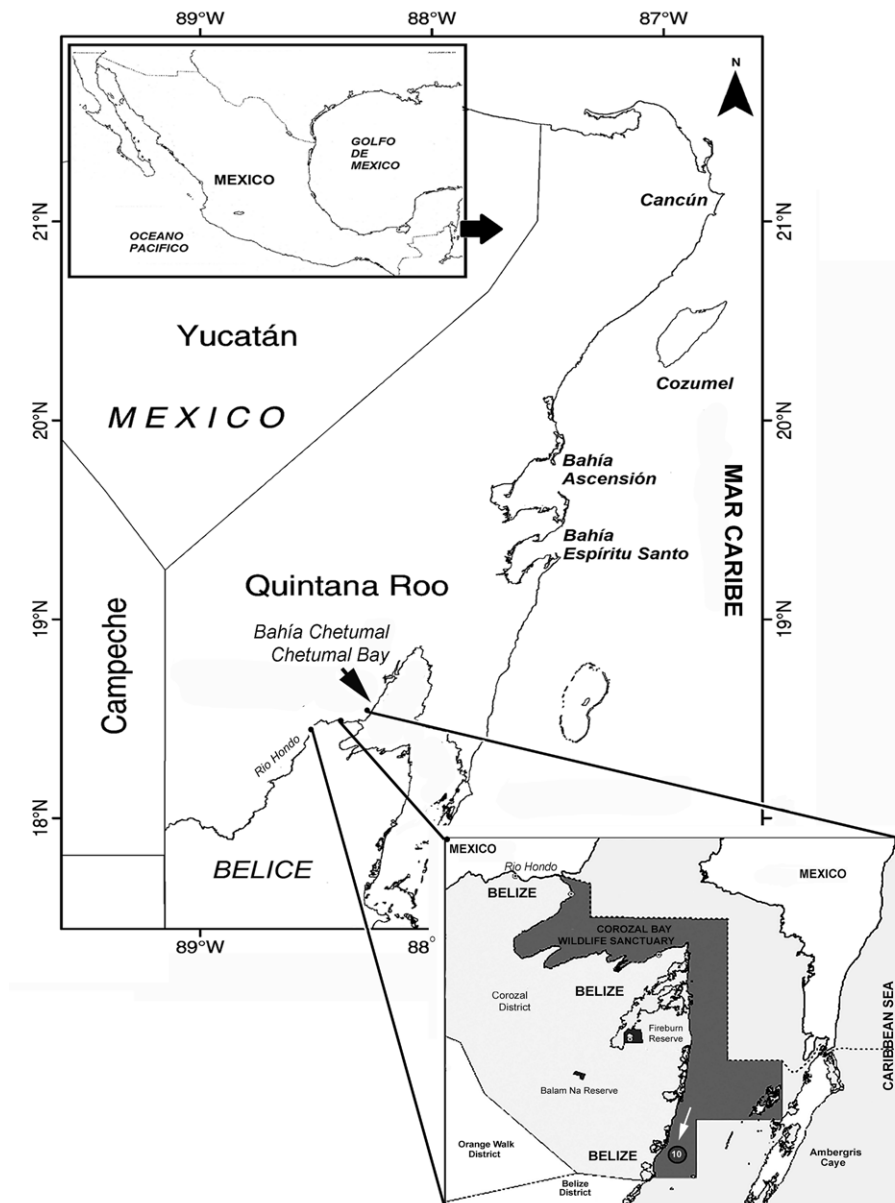 89°W
88°W
87°W
N
GOLFO
DE
MEXICO
MEXICO
OCEANO
PACIFICO
21°N
Cancún
21°N
Yucatán
Cozumel
MEXICO
20°N
20°N
Bahía
Ascensión
MAR CARIBE
Bahía
Espíritu Santo
Quintana Roo
19°N
19°N
Campeche
Bahía Chetumal
Chetumal Bay
Rio Hondo
18°N
18°N
BELICE
89°W
88°
MEXICO
Rio Hondo
MEXICO
BELIZE
COROZAL BAY
WILDLIFE SANCTUARY
BELIZE
Corozal
District
Fireburn
Reserve
CARIBBEAN SEA
Balam Na Reserve
Orange Walk
District
BELIZE
10
Ambergris
Caye
Belize
District